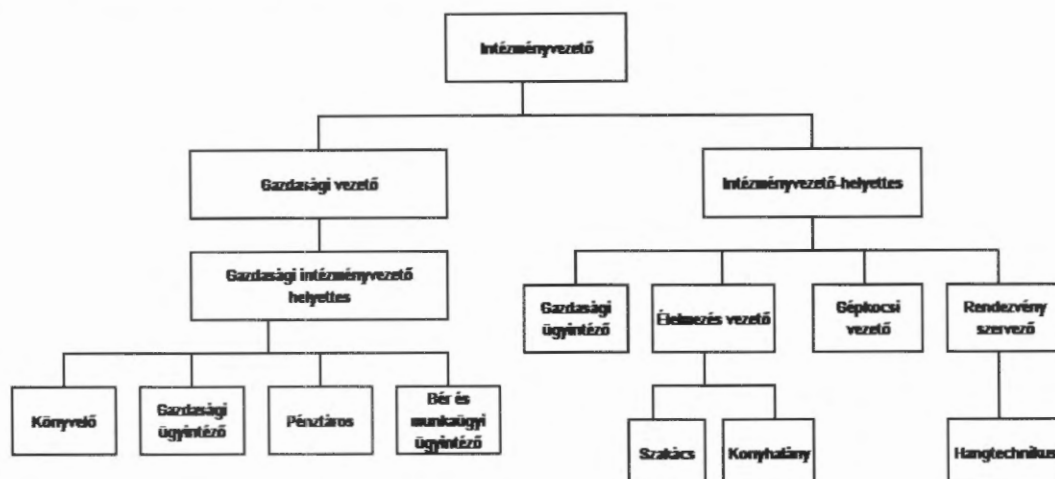 Intézményvezető
Gazdasági vezető
Intézményvezető-helyettes
Gazdasági intézményvezető
helyettes
Gazdasági
ügyintéző
Élelmezés vezető
Gépkocsi
vezető
Rendezvény
szervező
Könyvelő
Gazdasági
ügyintéző
Pénztáros
Bér és
munkaügyi
ügyintéző
Szakács
Konyhalány
Hangtechnikus